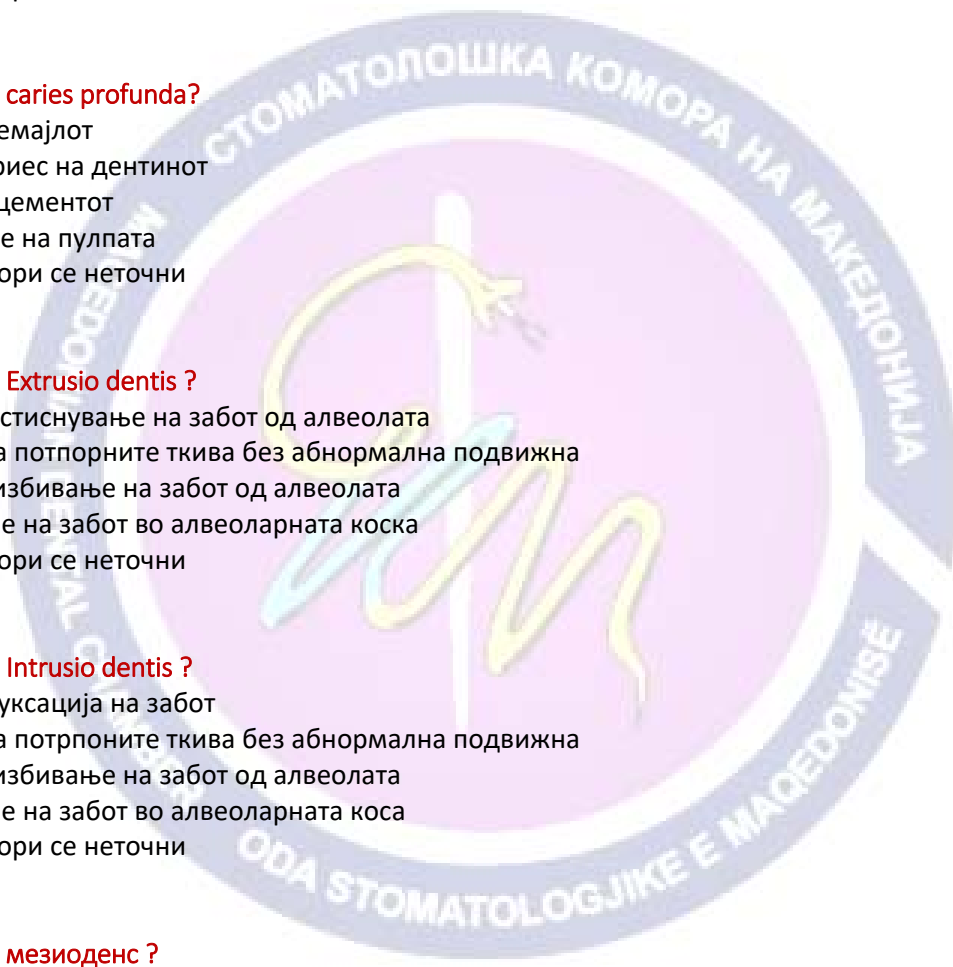 caries profunda?
емајлот
риес на дентинот
цементот
е на пулпата
ори се неточни
Extrusio dentis ?
стиснување на забот од алвеолата
а потпорните ткива без абнормална подвижна
избивање на забот од алвеолата
е на забот во алвеоларната коска
ори се неточни
Intrusio dentis ?
уксација на забот
а потрпоните ткива без абнормална подвижна
избивање на забот од алвеолата
е на забот во алвеоларната коса
ори се неточни
мезиоденс ?
СТОМАТОЛОШКА КОМОРА НА МАКЕДОНИЈА
MACEDONIAN DENTAL CHAMBER
ODA STOMATOLOGJIKE E MAQEDONISË